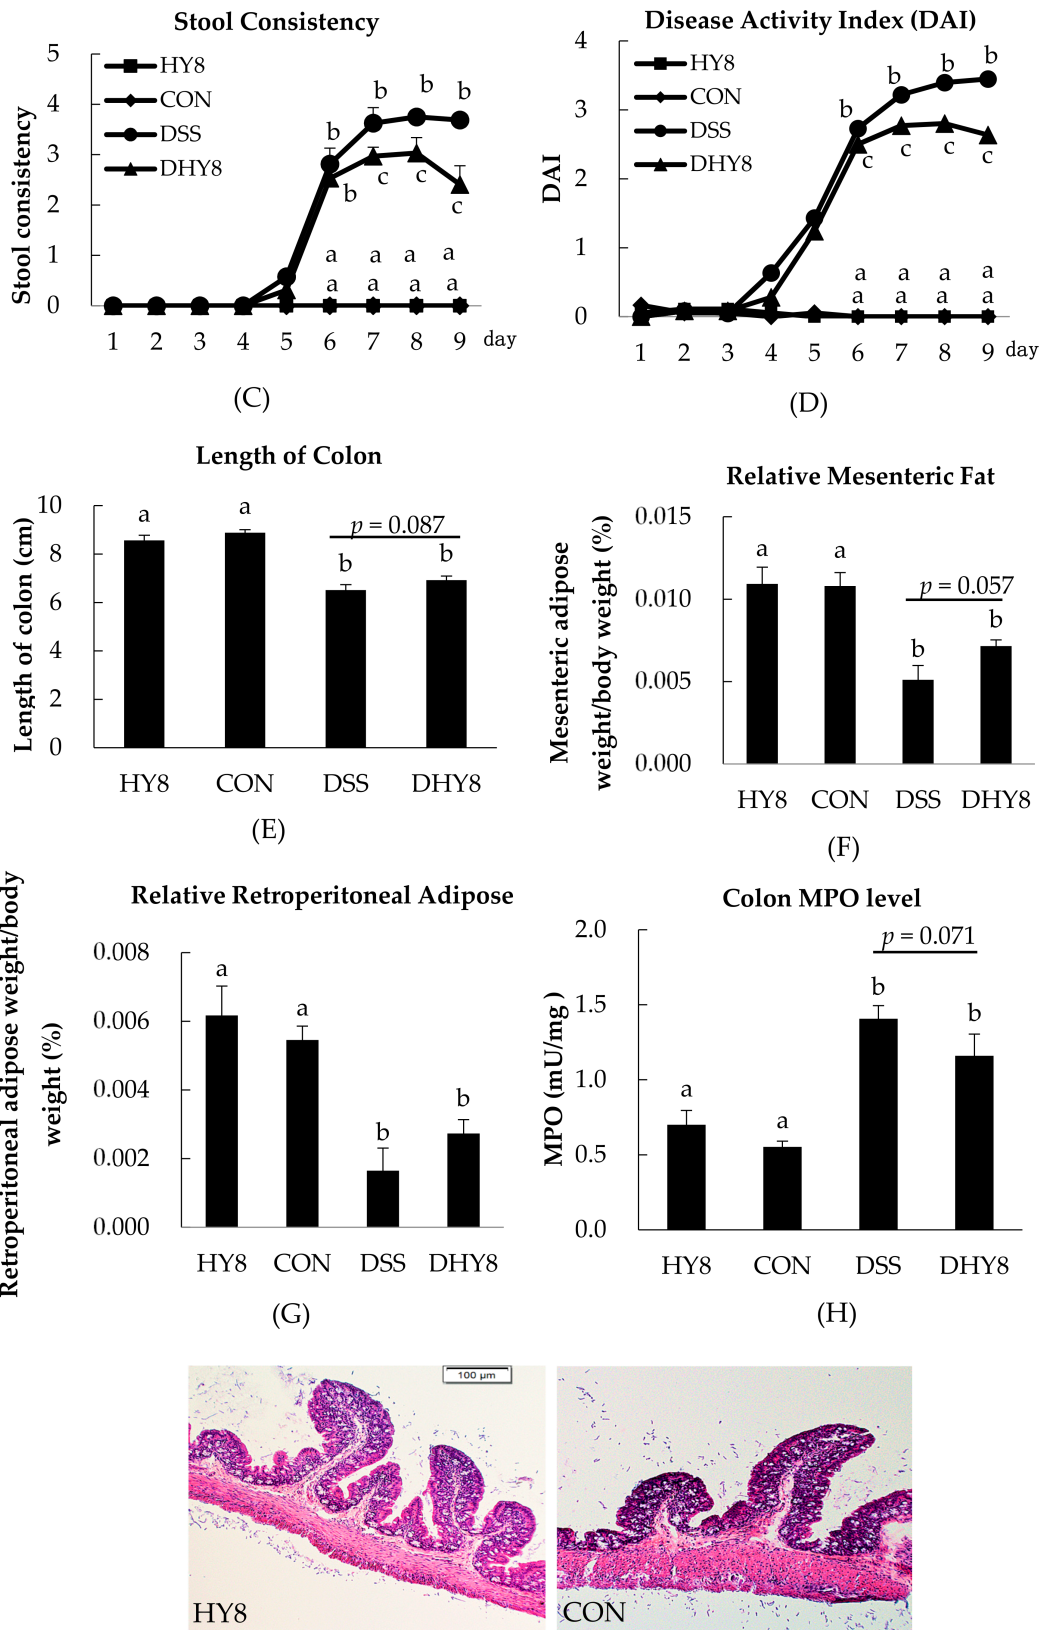 Stool Consistency
Stool consistency
5
4
3
2
1
0
HY8
CON
DSS
DHY8
b b b b
b c c c
a a a a
a a a a
1 2 3 4 5 6 7 8 9 day
(C)
Disease Activity Index (DAI)
DAI
4
3
2
1
0
HY8
CON
DSS
DHY8
b b b b
c c c c
a a a a
a a a a
1 2 3 4 5 6 7 8 9 day
(D)
Length of Colon
Length of colon (cm)
10
8
6
4
2
0
a a b b
p = 0.087
HY8 CON DSS DHY8
(E)
Relative Mesenteric Fat
Mesenteric adipose
weight/body weight (%)
0.015
0.010
0.005
0.000
a a b b
p = 0.057
HY8 CON DSS DHY8
(F)
Relative Retroperitoneal Adipose
Retroperitoneal adipose weight/body
weight (%)
0.008
0.006
0.004
0.002
0.000
a a b b
HY8 CON DSS DHY8
(G)
Colon MPO level
MPO (mU/mg )
2.0
1.5
1.0
0.5
0.0
p = 0.071
a a b b
HY8 CON DSS DHY8
(H)
100 µm
HY8
CON